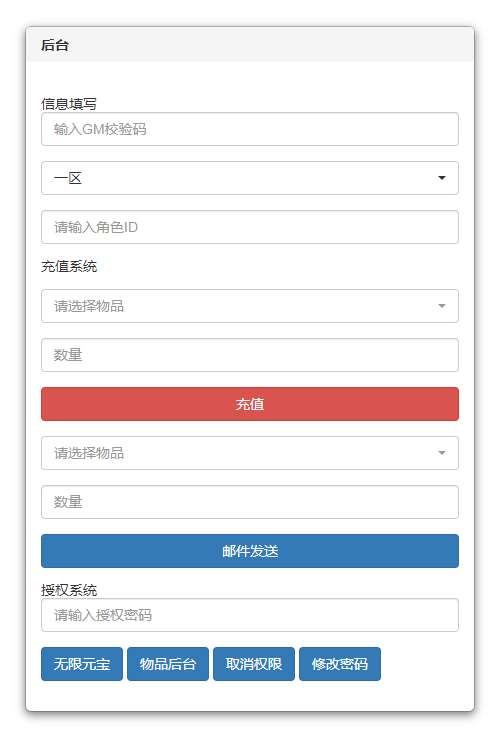 后台
信息填写
输入GM校验码
一区
请输入角色ID
充值系统
请选择物品
数量
充值
请选择物品
数量
邮件发送
授权系统
请输入授权密码
无限元宝 物品后台 取消权限 修改密码